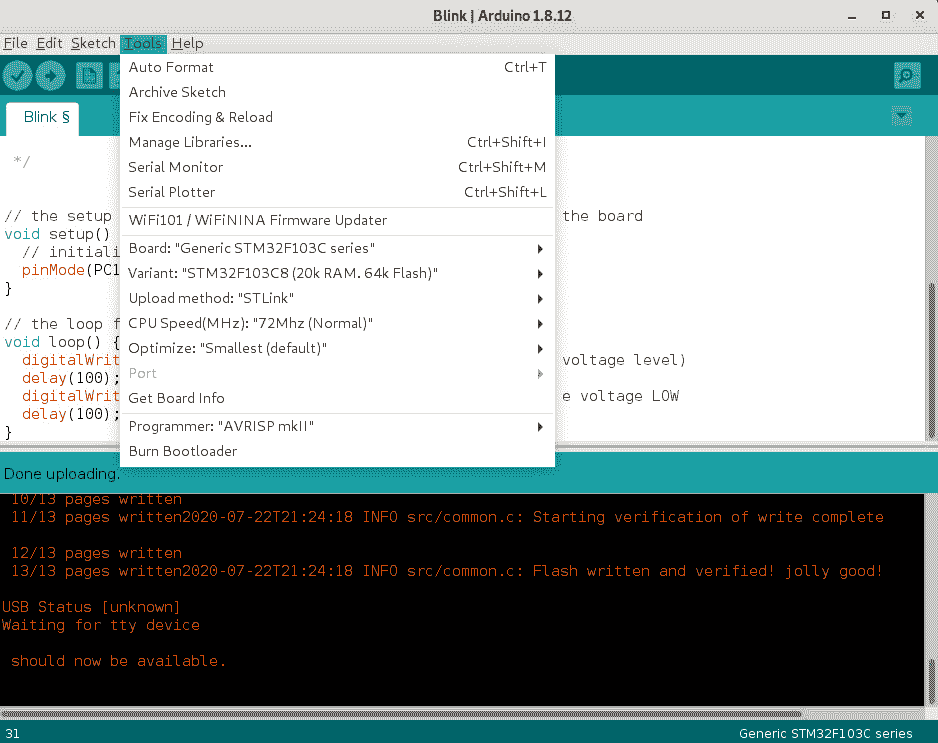 Blink | Arduino 1.8.12
File Edit Sketch Tools Help
Blink §
Auto Format Ctrl+T
Archive Sketch
Fix Encoding & Reload
Manage Libraries... Ctrl+Shift+I
Serial Monitor Ctrl+Shift+M
Serial Plotter Ctrl+Shift+L
WiFi101 / WiFiNINA Firmware Updater
Board: "Generic STM32F103C series"
Variant: "STM32F103C8 (20k RAM. 64k Flash)"
Upload method: "STLink"
CPU Speed(MHz): "72Mhz (Normal)"
Optimize: "Smallest (default)"
Port
Get Board Info
Programmer: "AVRISP mkII"
Burn Bootloader
*/
// the setup the board
void setup()
// initiali
pinMode(PC1
}
// the loop f
void loop() {
digitalWrit voltage level)
delay(100);
digitalWrit e voltage LOW
delay(100);
}
Done uploading.
10/13 pages written
11/13 pages written2020-07-22T21:24:18 INFO src/common.c: Starting verification of write complete
12/13 pages written
13/13 pages written2020-07-22T21:24:18 INFO src/common.c: Flash written and verified! jolly good!
USB Status [unknown]
Waiting for tty device
should now be available.
31 Generic STM32F103C series